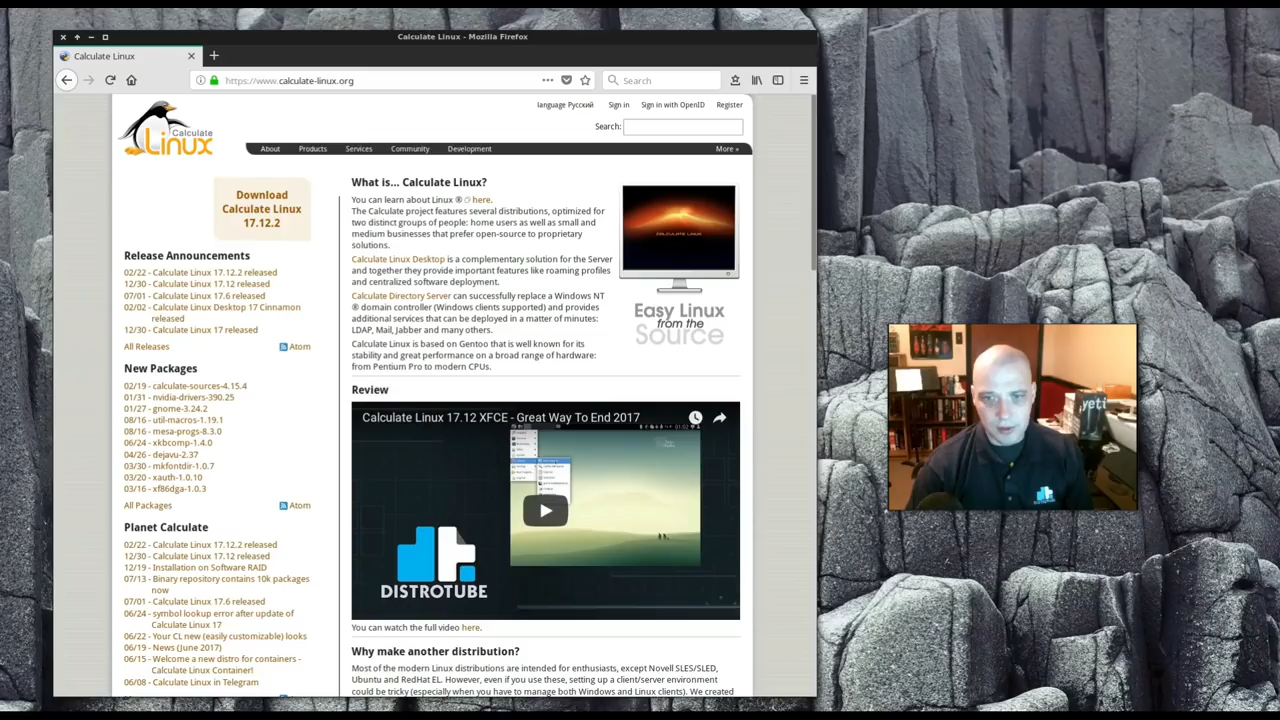 Calculate Linux - Mozilla Firefox
Calculate Linux
https://www.calculate-linux.org
Search
Calculate
Linux
language Русский
Sign in
Sign in with OpenID
Register
Search:
About
Products
Services
Community
Development
More »
Download
Calculate Linux
17.12.2
Release Announcements
02/22 - Calculate Linux 17.12.2 released
12/30 - Calculate Linux 17.12 released
07/01 - Calculate Linux 17.6 released
02/02 - Calculate Linux Desktop 17 Cinnamon
released
12/30 - Calculate Linux 17 released
All Releases
Atom
New Packages
02/19 - calculate-sources-4.15.4
01/31 - nvidia-drivers-390.25
01/27 - gnome-3.24.2
08/16 - util-macros-1.19.1
08/16 - mesa-progs-8.3.0
06/24 - xkbcomp-1.4.0
04/26 - dejavu-2.37
03/30 - mkfontdir-1.0.7
03/20 - xauth-1.0.10
03/16 - xf86dga-1.0.3
All Packages
Atom
Planet Calculate
02/22 - Calculate Linux 17.12.2 released
12/30 - Calculate Linux 17.12 released
12/19 - Installation on Software RAID
07/13 - Binary repository contains 10k packages
now
07/01 - Calculate Linux 17.6 released
06/24 - symbol lookup error after update of
Calculate Linux 17
06/22 - Your CL new (easily customizable) looks
06/19 - News (June 2017)
06/15 - Welcome a new distro for containers -
Calculate Linux Container!
06/08 - Calculate Linux in Telegram
What is... Calculate Linux?
You can learn about Linux ® here.
The Calculate project features several distributions, optimized for
two distinct groups of people: home users as well as small and
medium businesses that prefer open-source to proprietary
solutions.
Calculate Linux Desktop is a complementary solution for the Server
and together they provide important features like roaming profiles
and centralized software deployment.
Calculate Directory Server can successfully replace a Windows NT
® domain controller (Windows clients supported) and provides
additional services that can be deployed in a matter of minutes:
LDAP, Mail, Jabber and many others.
Calculate Linux is based on Gentoo that is well known for its
stability and great performance on a broad range of hardware:
from Pentium Pro to modern CPUs.
CALCULATE LINUX
Easy Linux
from the
Source
Review
Calculate Linux 17.12 XFCE - Great Way To End 2017
DISTROTUBE
You can watch the full video here.
Why make another distribution?
Most of the modern Linux distributions are intended for enthusiasts, except Novell SLES/SLED,
Ubuntu and RedHat EL. However, even if you use these, setting up a client/server environment
could be tricky (especially when you have to manage both Windows and Linux clients). We created
yeti